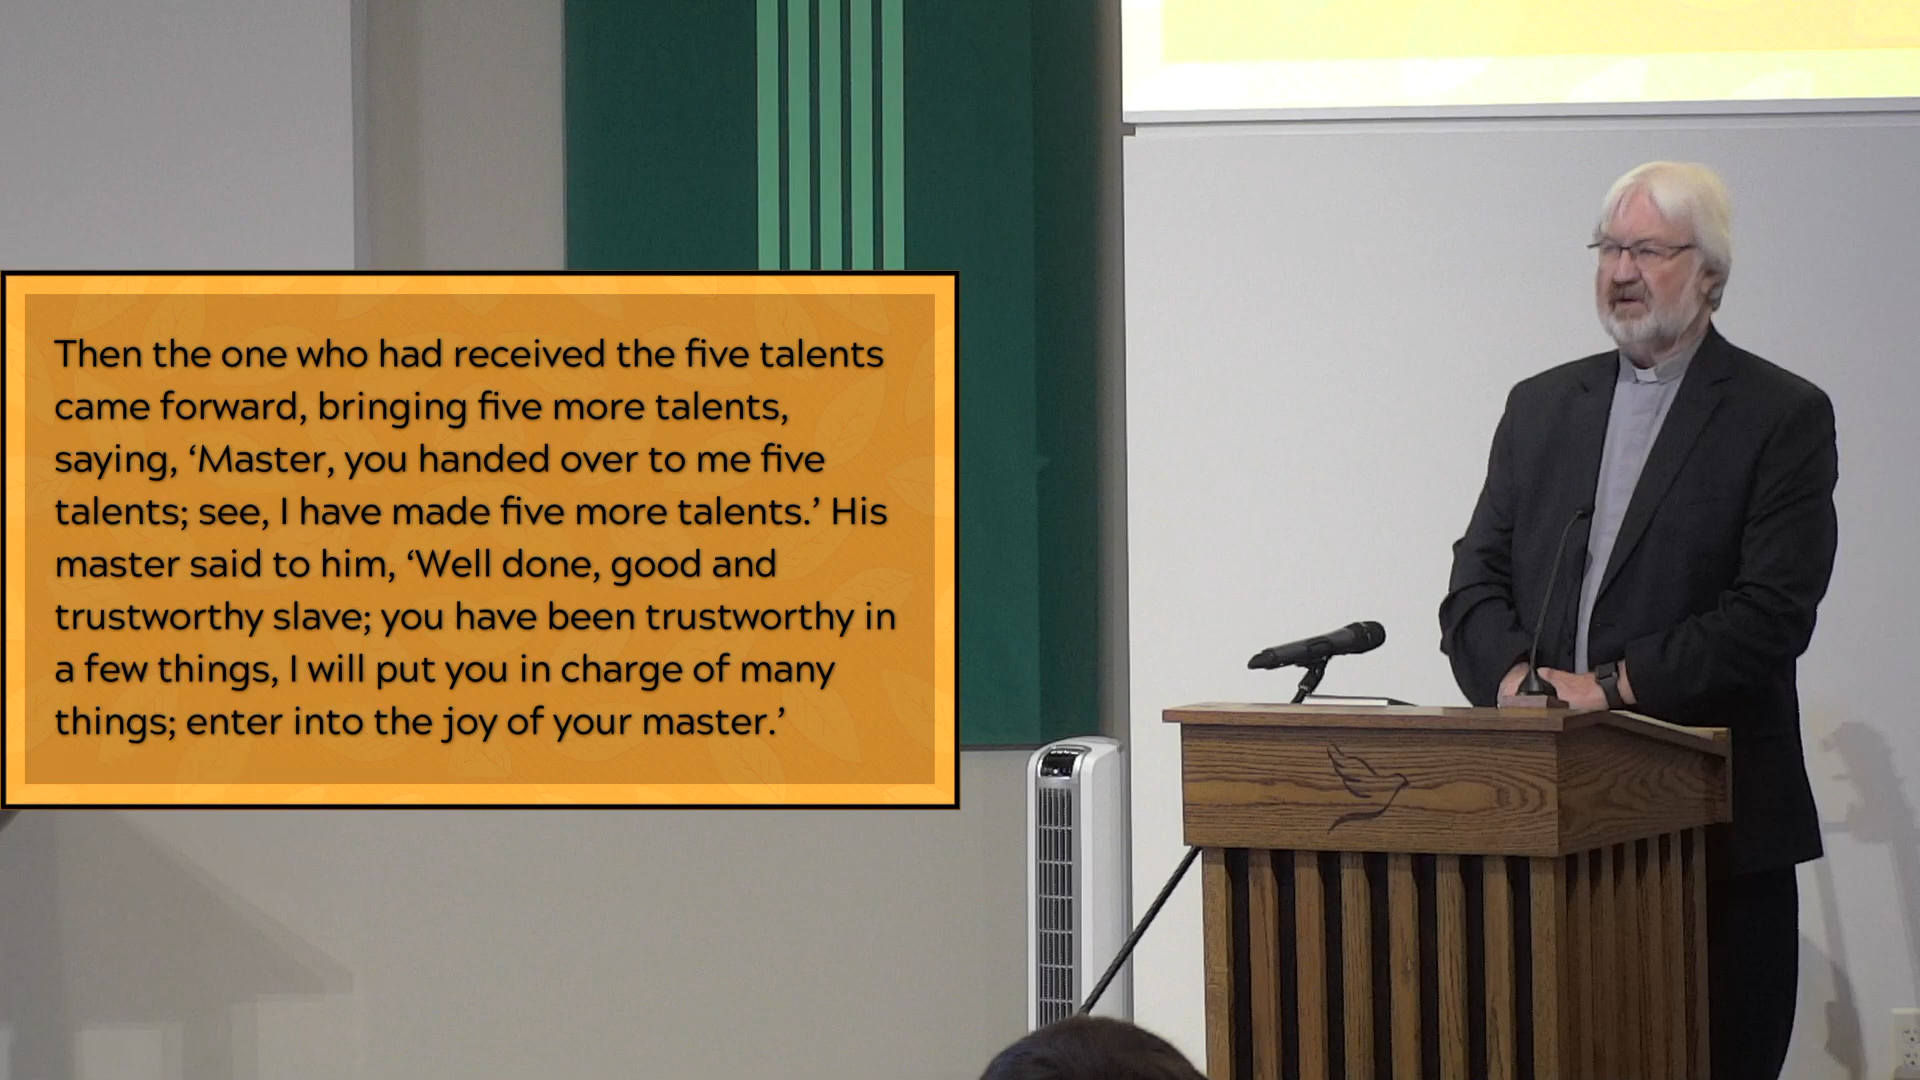 Then the one who had received the five talents
came forward, bringing five more talents,
saying, ‘Master, you handed over to me five
talents; see, I have made five more talents.’ His
master said to him, ‘Well done, good and
trustworthy slave; you have been trustworthy in
a few things, I will put you in charge of many
things; enter into the joy of your master.’